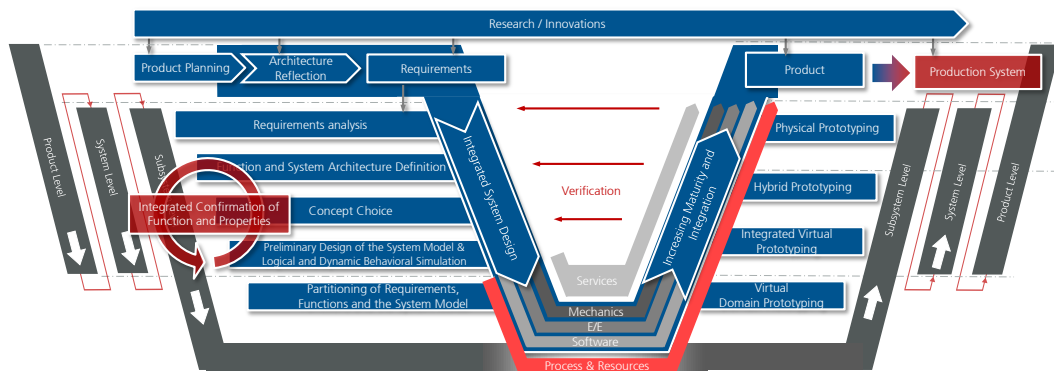 Research / Innovations
Product Planning
Architecture
Reflection
Requirements
Product
Production System
Requirements analysis
Function and System Architecture Definition
Integrated Confirmation of
Function and Properties
Concept Choice
Preliminary Design of the System Model &
Logical and Dynamic Behavioral Simulation
Partitioning of Requirements,
Functions and the System Model
Product Level
System Level
Integrated System Design
Verification
Services
Mechanics
E/E
Software
Process & Resources
Increasing Maturity and
Integration
Physical Prototyping
Hybrid Prototyping
Integrated Virtual
Prototyping
Virtual
Domain Prototyping
Subsystem Level
System Level
Product Level